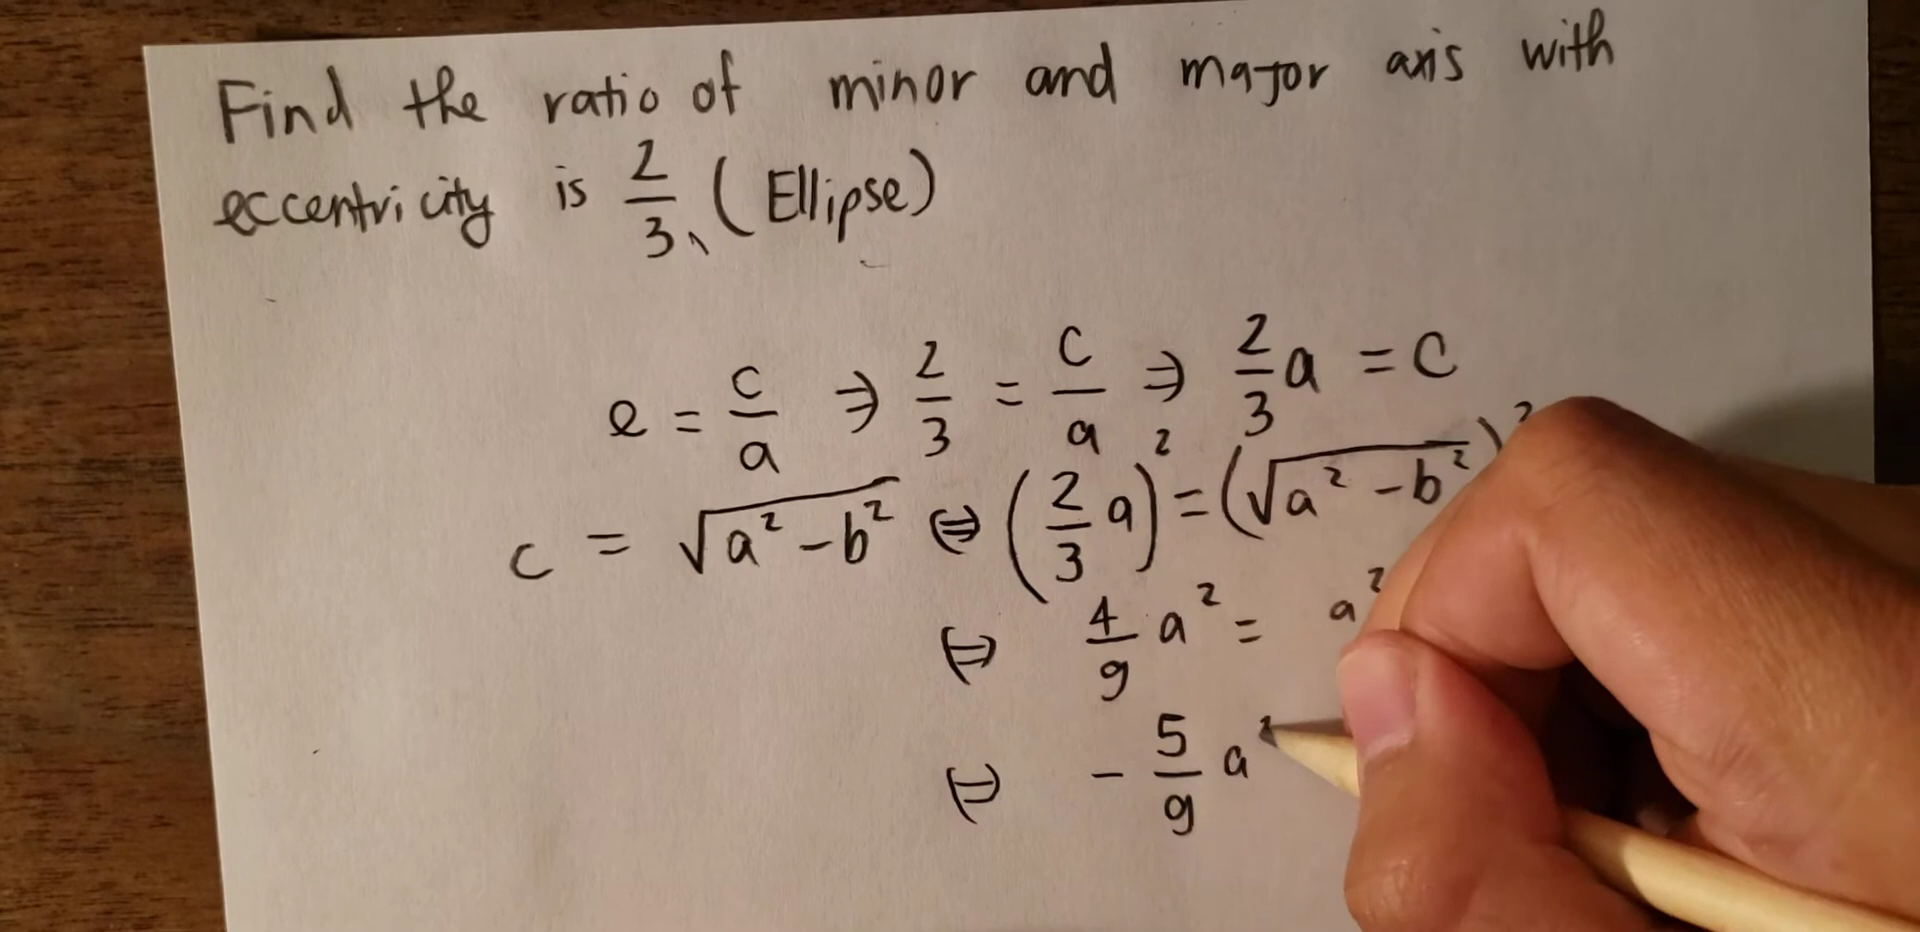 Find the ratio of minor and major axis with
eccentricity is 2/3. (Ellipse)
e = c/a ⇒ 2/3 = c/a ⇒ 2/3 a = c
c = √(a² - b²) ⇔ (2/3 a)² = (√(a² - b²))²
⇔ 4/9 a² = a²
⇔ - 5/9 a²